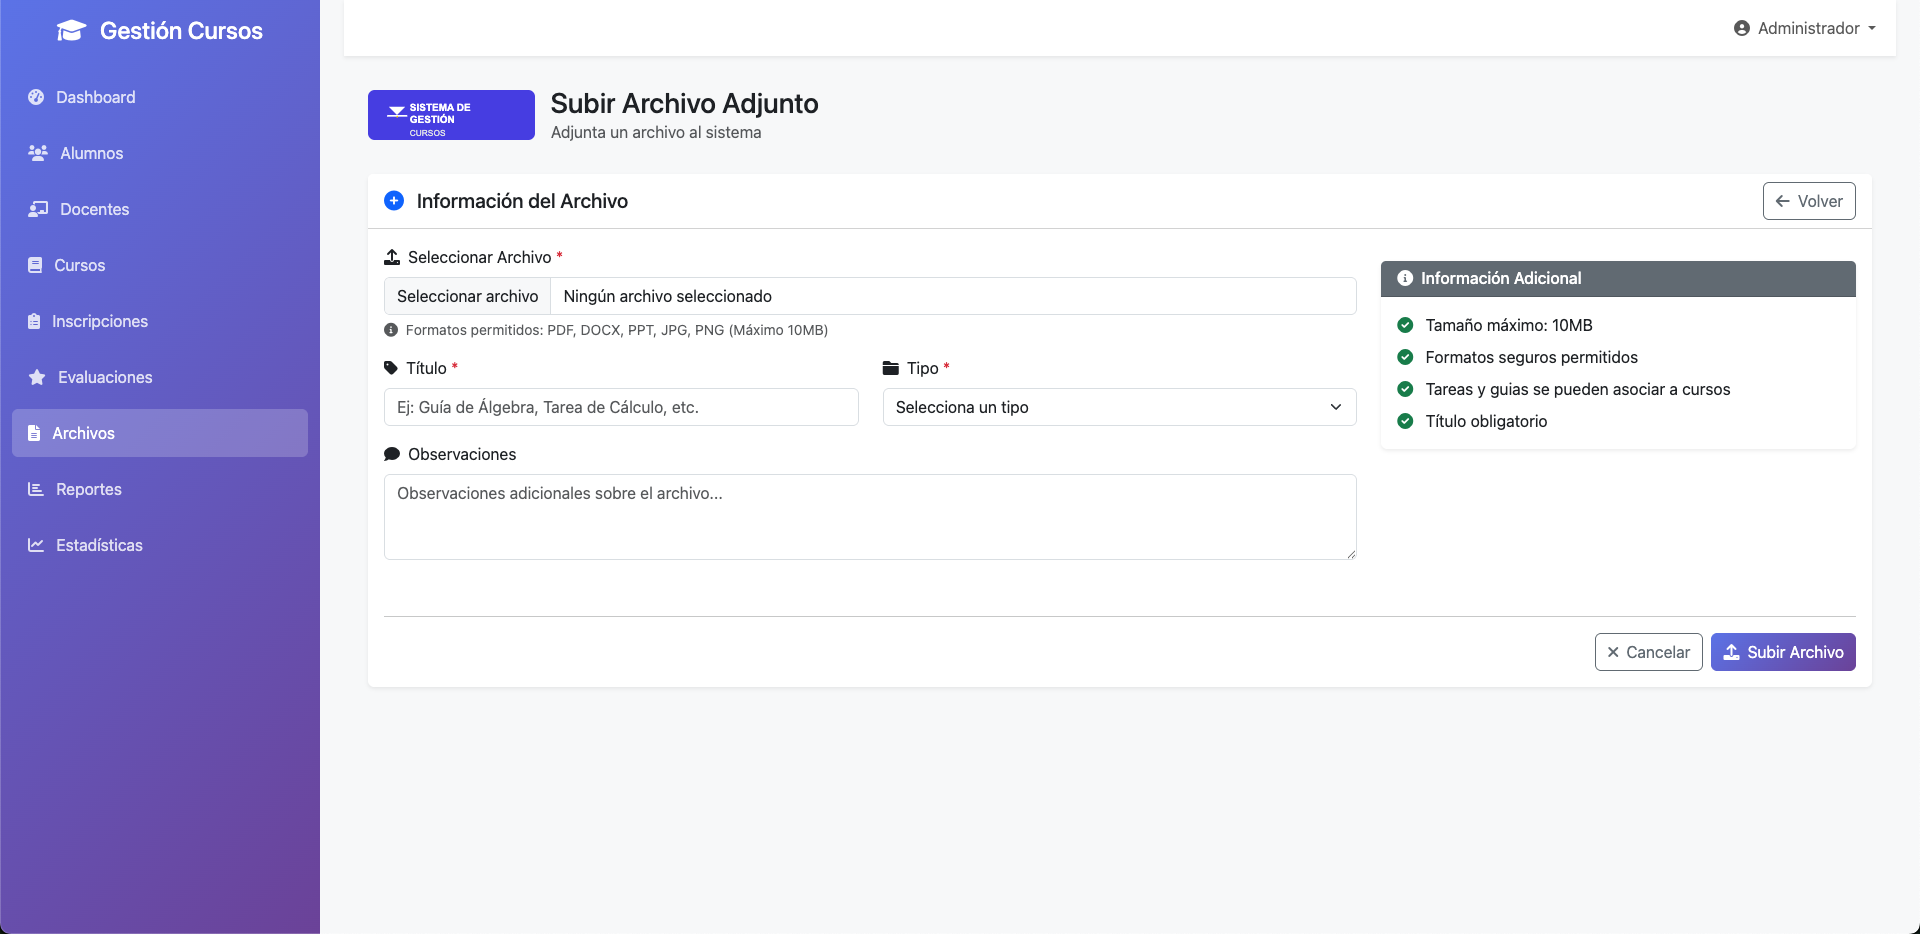 Gestión Cursos
Dashboard
Alumnos
Docentes
Cursos
Inscripciones
Evaluaciones
Archivos
Reportes
Estadísticas
Administrador
SISTEMA DE
GESTIÓN
CURSOS
Subir Archivo Adjunto
Adjunta un archivo al sistema
Información del Archivo
Volver
Seleccionar Archivo *
Seleccionar archivo Ningún archivo seleccionado
Formatos permitidos: PDF, DOCX, PPT, JPG, PNG (Máximo 10MB)
Título *
Ej: Guía de Álgebra, Tarea de Cálculo, etc.
Tipo *
Selecciona un tipo
Observaciones
Observaciones adicionales sobre el archivo...
Información Adicional
Tamaño máximo: 10MB
Formatos seguros permitidos
Tareas y guias se pueden asociar a cursos
Título obligatorio
Cancelar
Subir Archivo